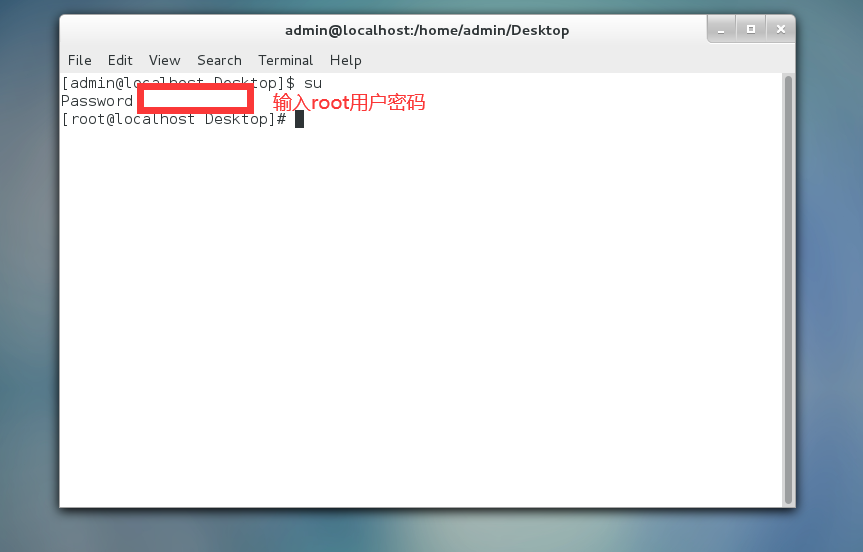 admin@localhost:/home/admin/Desktop
File Edit View Search Terminal Help
[admin@localhost Desktop]$ su
Password 输入root用户密码
[root@localhost Desktop]#